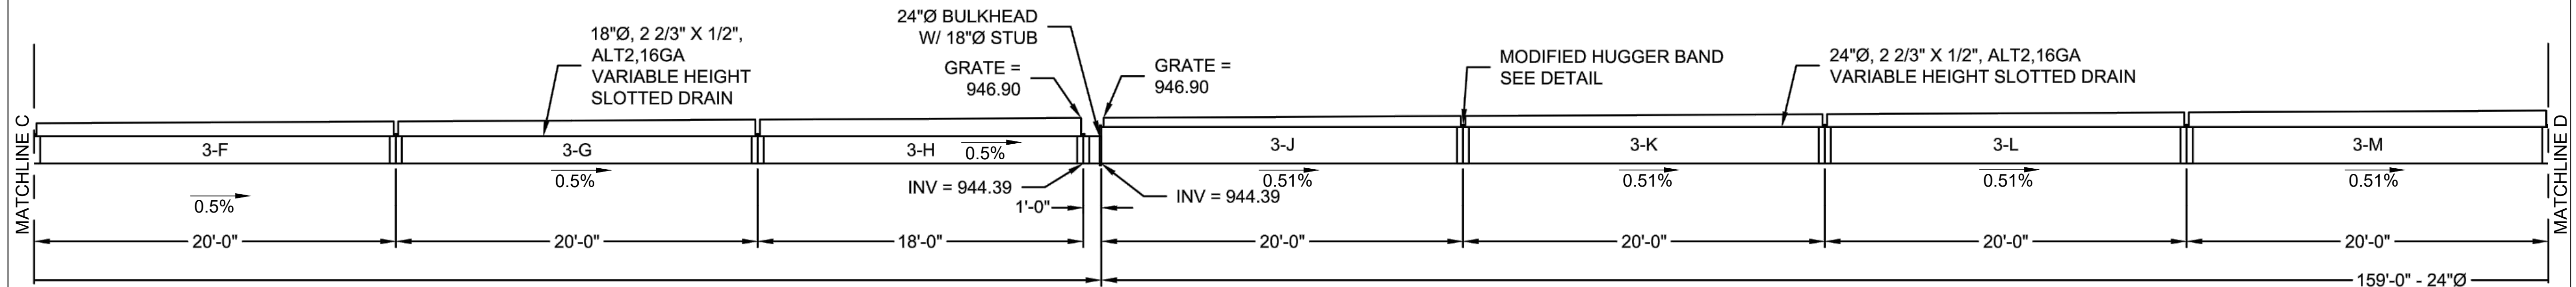 24"Ø BULKHEAD
W/ 18"Ø STUB
18"Ø, 2 2/3" X 1/2",
ALT2,16GA
VARIABLE HEIGHT
SLOTTED DRAIN
GRATE =
946.90
GRATE =
946.90
MODIFIED HUGGER BAND
SEE DETAIL
24"Ø, 2 2/3" X 1/2", ALT2,16GA
VARIABLE HEIGHT SLOTTED DRAIN
MATCHLINE C
3-F
3-G
3-H
0.5%
3-J
3-K
3-L
3-M
MATCHLINE D
0.5%
0.5%
INV = 944.39
INV = 944.39
0.51%
0.51%
0.51%
0.51%
1'-0"
20'-0"
20'-0"
18'-0"
20'-0"
20'-0"
20'-0"
20'-0"
159'-0" - 24"Ø